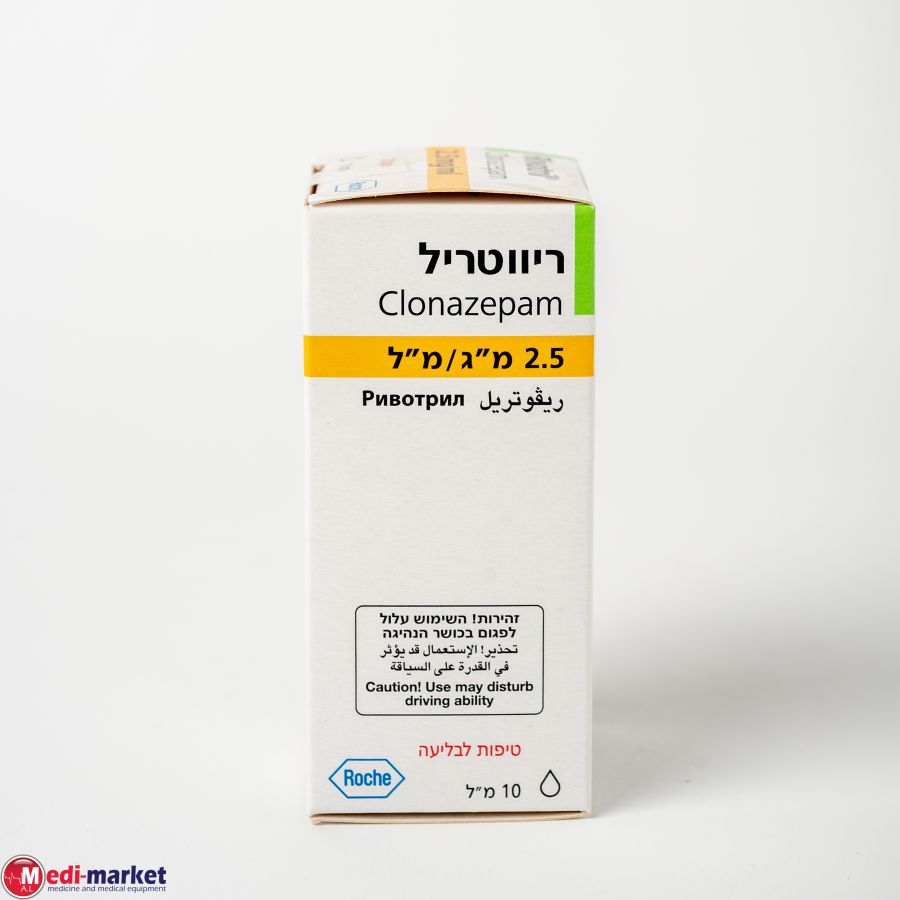 ריווטריל
Clonazepam
2.5 מ״ג/מ״ל
Ривотрил ريڤوتريل
זהירות! השימוש עלול
לפגום בכושר הנהיגה
تحذير! الإستعمال قد يؤثر
في القدرة على السياقة
Caution! Use may disturb
driving ability
טיפות לבליעה
Roche
10 מ״ל
Medi-market
A.L
medicine and medical equipment